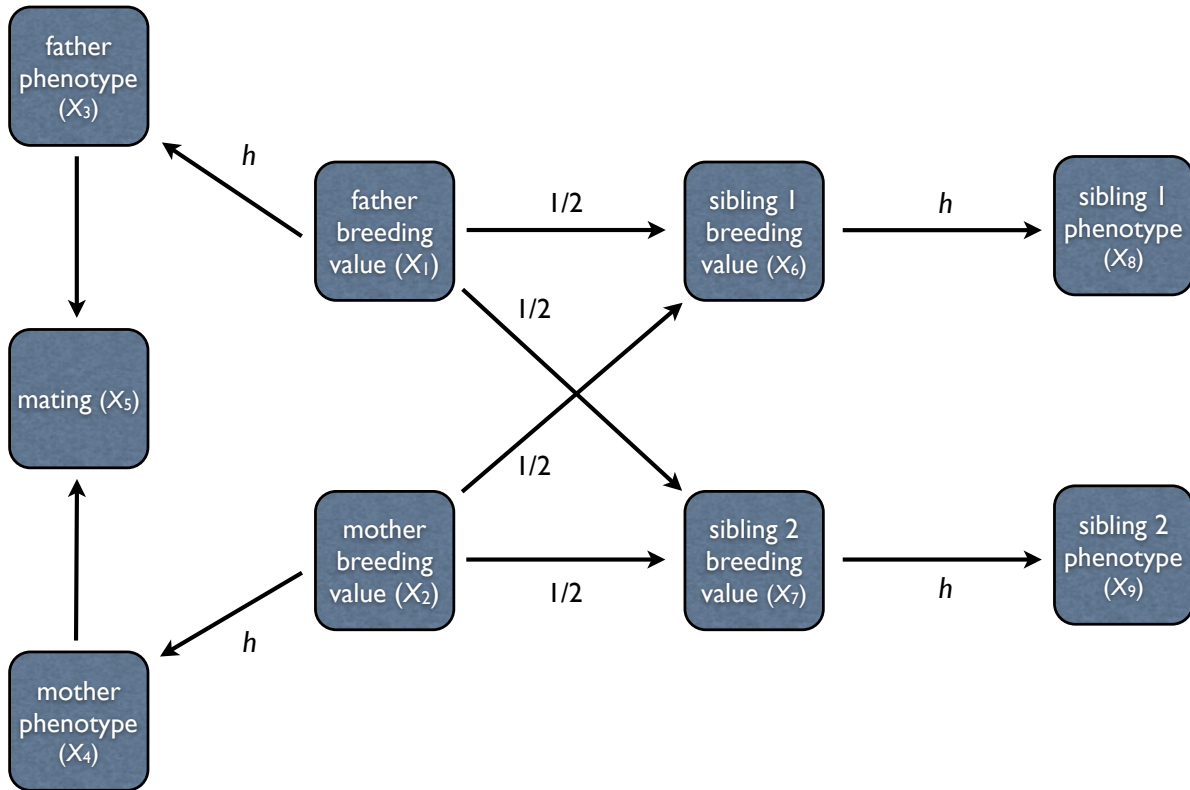 father
phenotype
(X₃)
h
father
breeding
value (X₁)
1/2
sibling 1
breeding
value (X₆)
h
sibling 1
phenotype
(X₈)
1/2
mating (X₅)
1/2
mother
breeding
value (X₂)
1/2
sibling 2
breeding
value (X₇)
h
sibling 2
phenotype
(X₉)
h
mother
phenotype
(X₄)